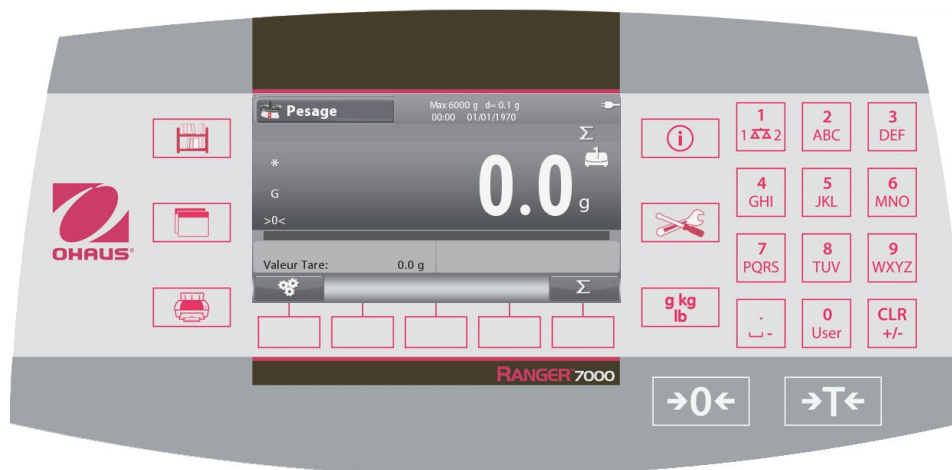 Pesage
Max 6000 g d= 0.1 g
00:00 01/01/1970
Σ
*
G
>0<
0.0 g
1
Valeur Tare: 0.0 g
Σ
OHAUS®
i
g kg
lb
1
1 2
2
ABC
3
DEF
4
GHI
5
JKL
6
MNO
7
PQRS
8
TUV
9
WXYZ
.
⎵ -
0
User
CLR
+/-
RANGER™7000
→0←
→T←